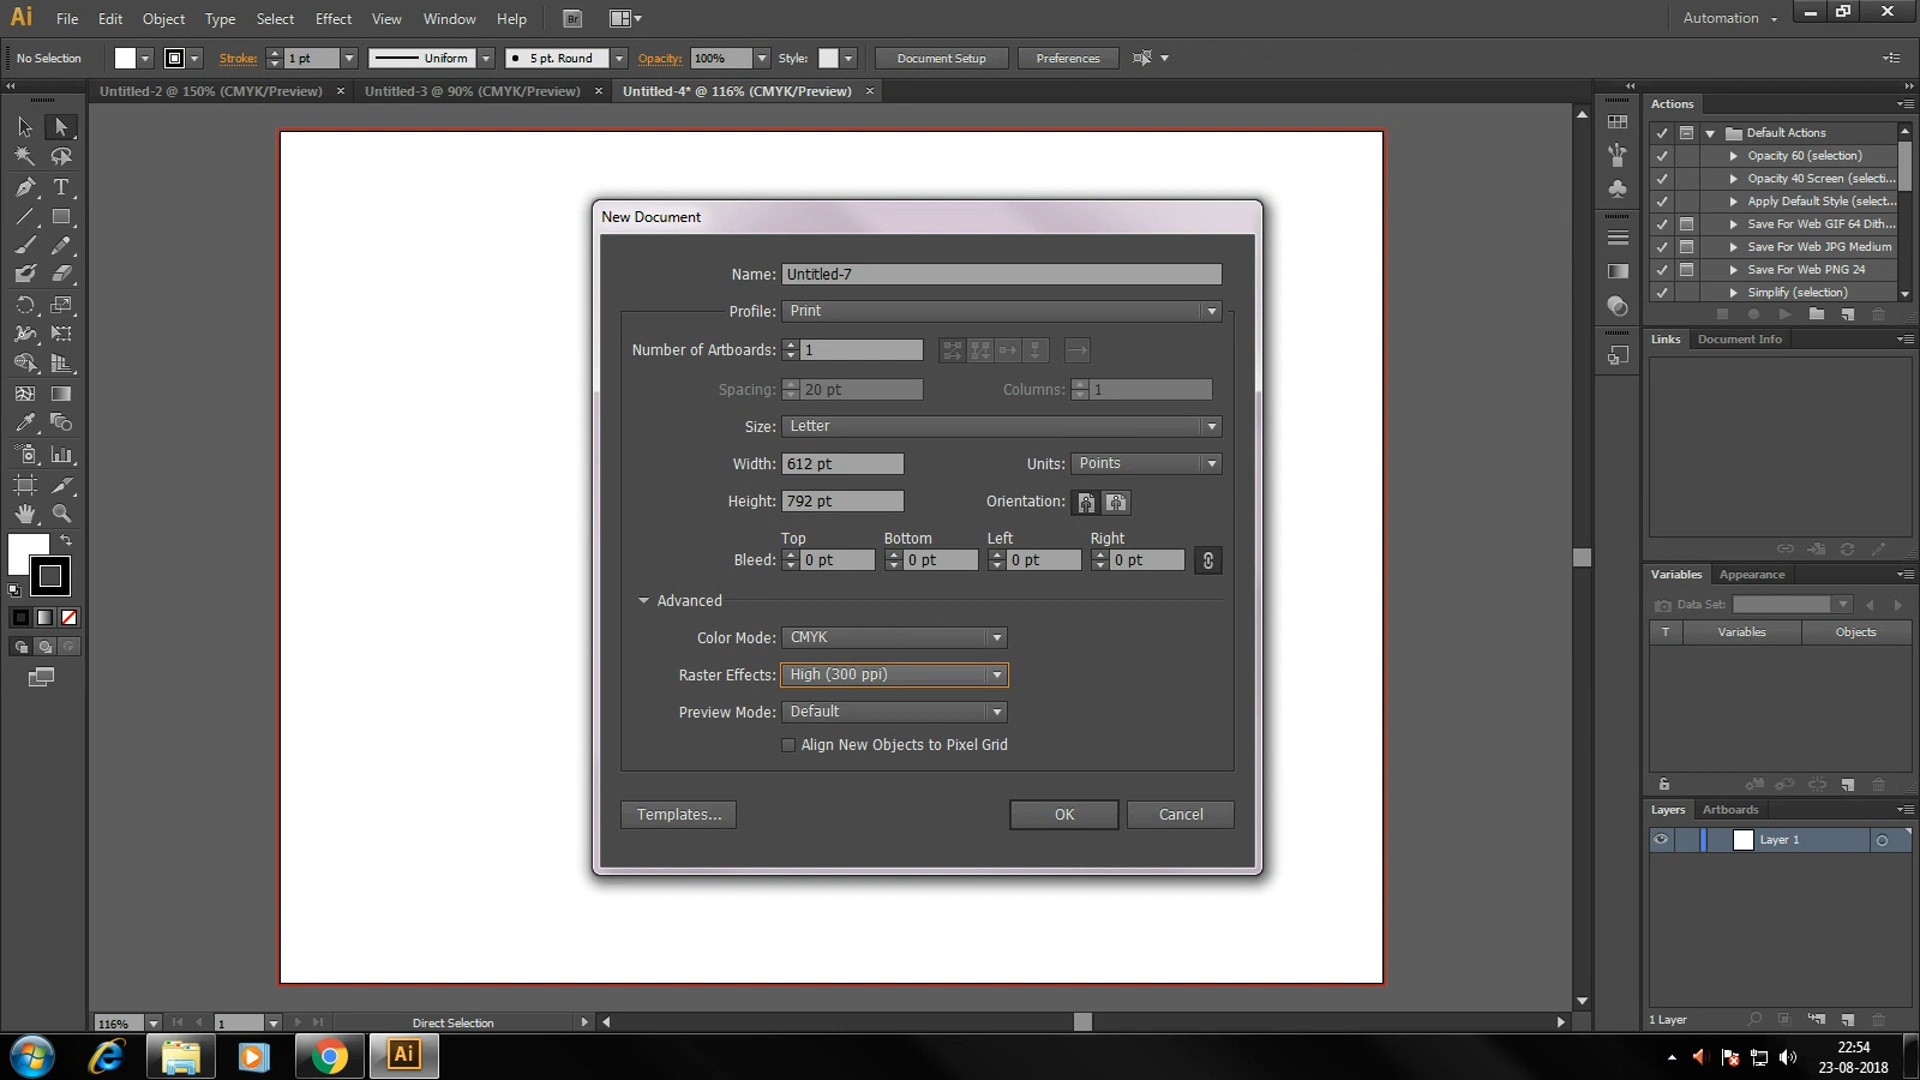 Ai File Edit Object Type Select Effect View Window Help Br Automation
No Selection Stroke: 1 pt Uniform 5 pt. Round Opacity: 100% Style: Document Setup Preferences
Untitled-2 @ 150% (CMYK/Preview) Untitled-3 @ 90% (CMYK/Preview) Untitled-4* @ 116% (CMYK/Preview)
New Document
Name: Untitled-7
Profile: Print
Number of Artboards: 1
Spacing: 20 pt Columns: 1
Size: Letter
Width: 612 pt Units: Points
Height: 792 pt Orientation:
Top Bottom Left Right
Bleed: 0 pt 0 pt 0 pt 0 pt
Advanced
Color Mode: CMYK
Raster Effects: High (300 ppi)
Preview Mode: Default
Align New Objects to Pixel Grid
Templates... OK Cancel
Actions
Default Actions
Opacity 60 (selection)
Opacity 40 Screen (selecti...
Apply Default Style (select...
Save For Web GIF 64 Dith...
Save For Web JPG Medium
Save For Web PNG 24
Simplify (selection)
Links Document Info
Variables Appearance
Data Set:
T Variables Objects
Layers Artboards
Layer 1
1 Layer
116% 1 Direct Selection
Ai
22:54
23-08-2018